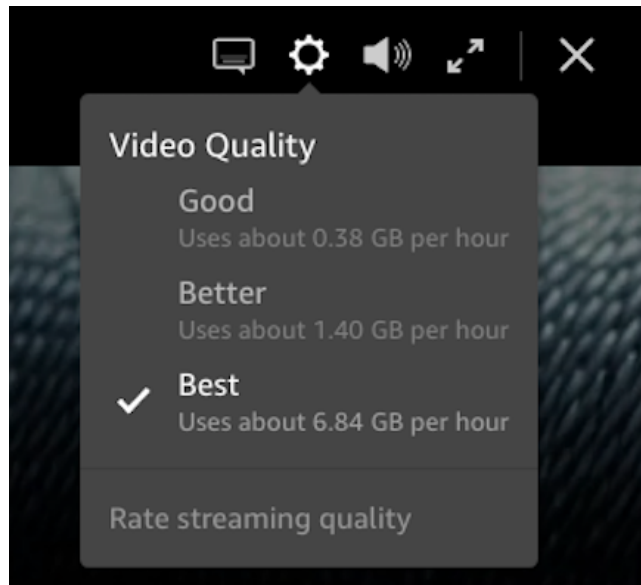 Video Quality
Good
Uses about 0.38 GB per hour
Better
Uses about 1.40 GB per hour
Best
Uses about 6.84 GB per hour
Rate streaming quality